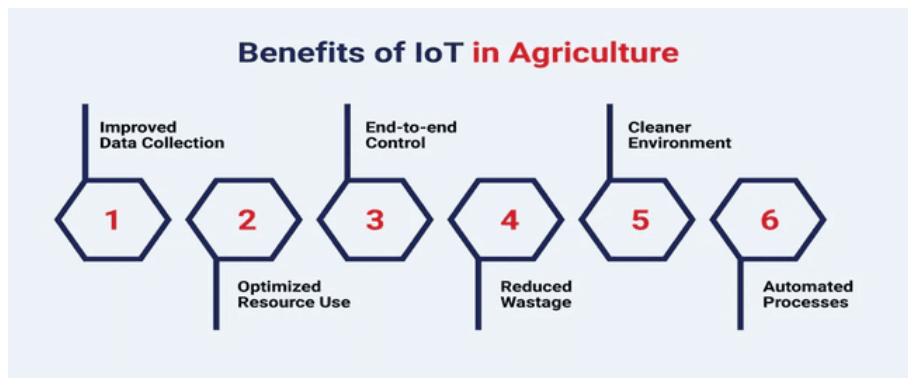 Benefits of IoT in Agriculture
Improved
Data Collection
End-to-end
Control
Cleaner
Environment
1
2
3
4
5
6
Optimized
Resource Use
Reduced
Wastage
Automated
Processes